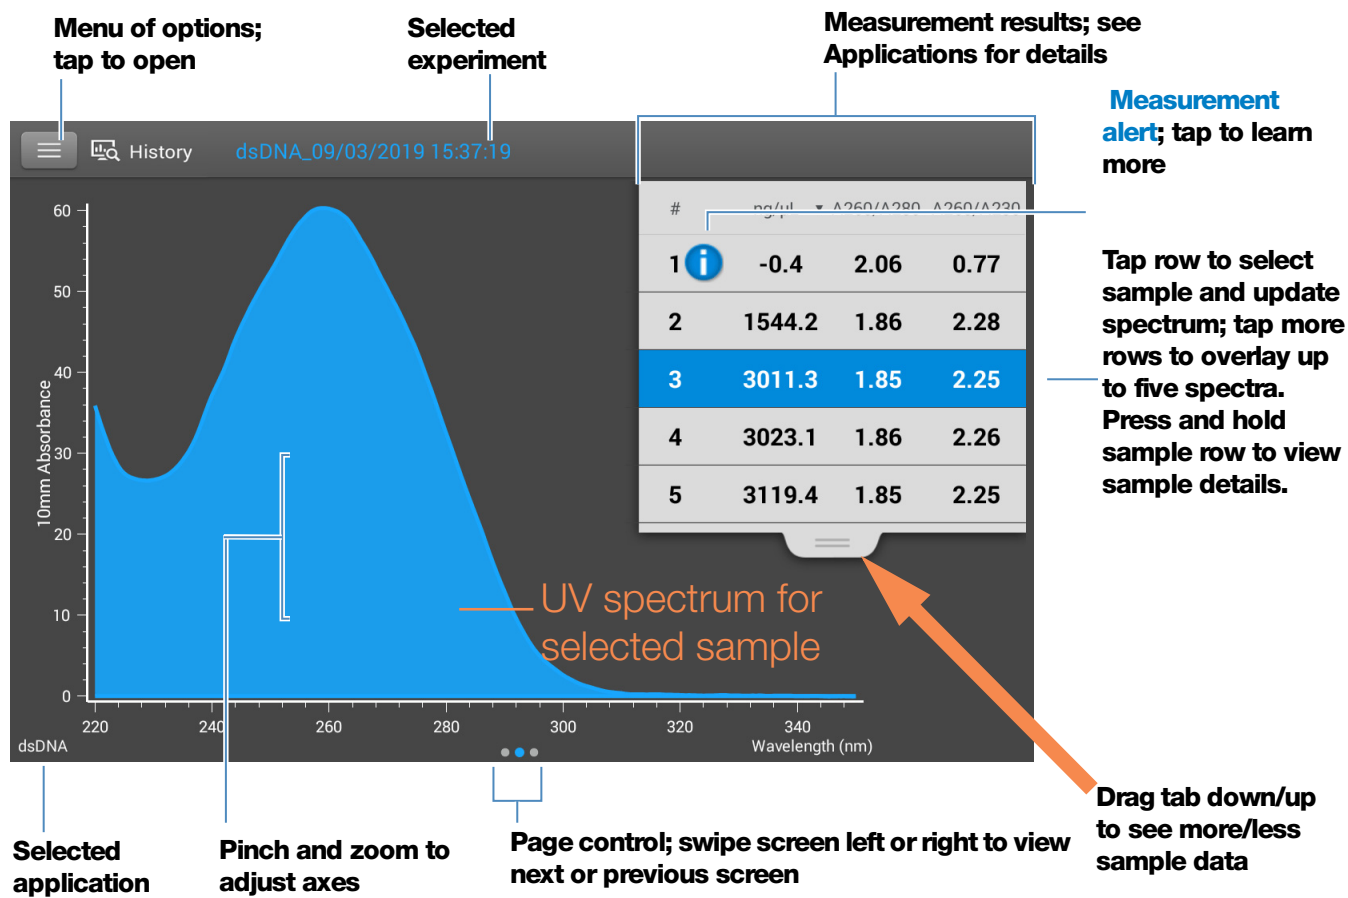 Menu of options;
tap to open
Selected
experiment
Measurement results; see
Applications for details
Measurement
alert; tap to learn
more
History
dsDNA_09/03/2019 15:37:19
# ng/µl A260/A280 A260/A230
1 i -0.4 2.06 0.77
2 1544.2 1.86 2.28
3 3011.3 1.85 2.25
4 3023.1 1.86 2.26
5 3119.4 1.85 2.25
Tap row to select
sample and update
spectrum; tap more
rows to overlay up
to five spectra.
Press and hold
sample row to view
sample details.
10mm Absorbance
60
50
40
30
20
10
0
UV spectrum for
selected sample
220 240 260 280 300 320 340
dsDNA
Wavelength (nm)
Selected
application
Pinch and zoom to
adjust axes
Page control; swipe screen left or right to view
next or previous screen
Drag tab down/up
to see more/less
sample data